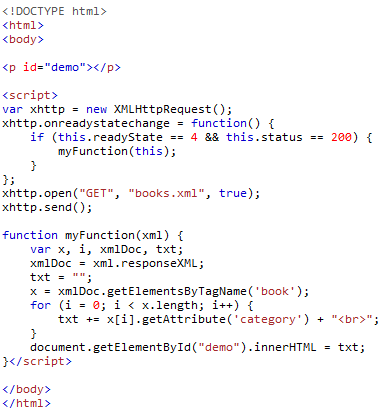 <!DOCTYPE html>
<html>
<body>

<p id="demo"></p>

<script>
var xhttp = new XMLHttpRequest();
xhttp.onreadystatechange = function() {
    if (this.readyState == 4 && this.status == 200) {
        myFunction(this);
    }
};
xhttp.open("GET", "books.xml", true);
xhttp.send();

function myFunction(xml) {
    var x, i, xmlDoc, txt;
    xmlDoc = xml.responseXML;
    txt = "";
    x = xmlDoc.getElementsByTagName('book');
    for (i = 0; i < x.length; i++) {
        txt += x[i].getAttribute('category') + "<br>";
    }
    document.getElementById("demo").innerHTML = txt;
}</script>

</body>
</html>